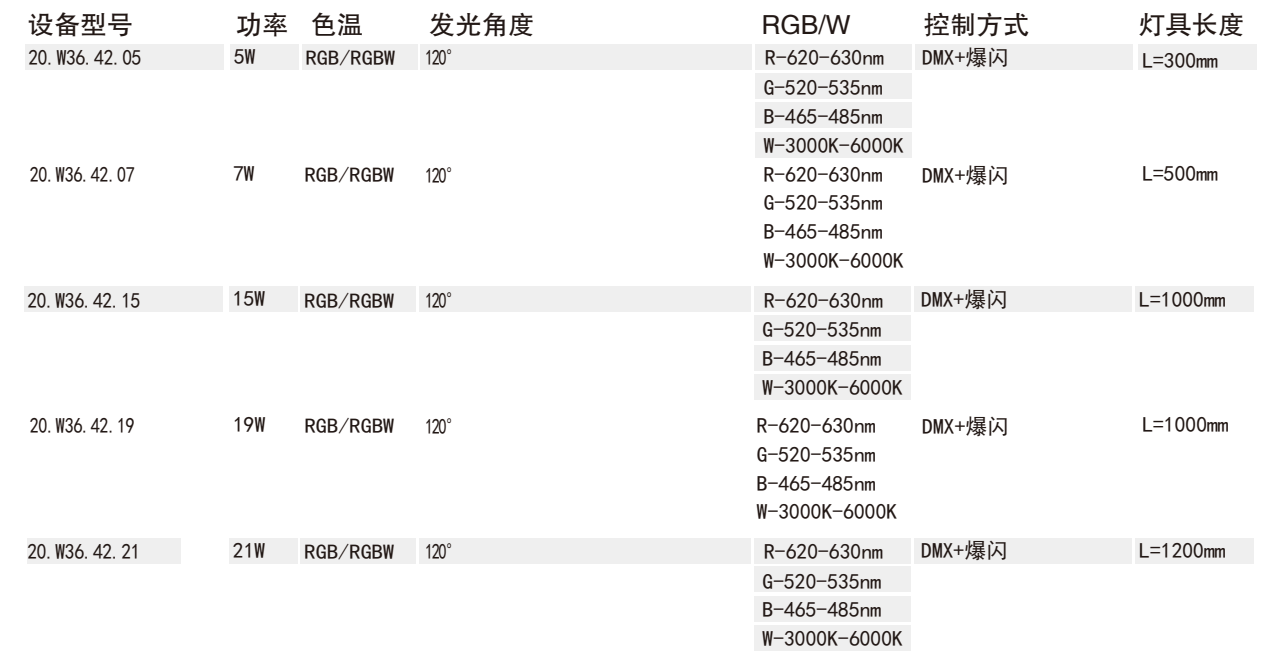 设备型号 功率 色温 发光角度 RGB/W 控制方式 灯具长度
20.W36.42.05 5W RGB/RGBW 120° R-620-630nm DMX+爆闪 L=300mm
G-520-535nm
B-465-485nm
W-3000K-6000K
20.W36.42.07 7W RGB/RGBW 120° R-620-630nm DMX+爆闪 L=500mm
G-520-535nm
B-465-485nm
W-3000K-6000K
20.W36.42.15 15W RGB/RGBW 120° R-620-630nm DMX+爆闪 L=1000mm
G-520-535nm
B-465-485nm
W-3000K-6000K
20.W36.42.19 19W RGB/RGBW 120° R-620-630nm DMX+爆闪 L=1000mm
G-520-535nm
B-465-485nm
W-3000K-6000K
20.W36.42.21 21W RGB/RGBW 120° R-620-630nm DMX+爆闪 L=1200mm
G-520-535nm
B-465-485nm
W-3000K-6000K